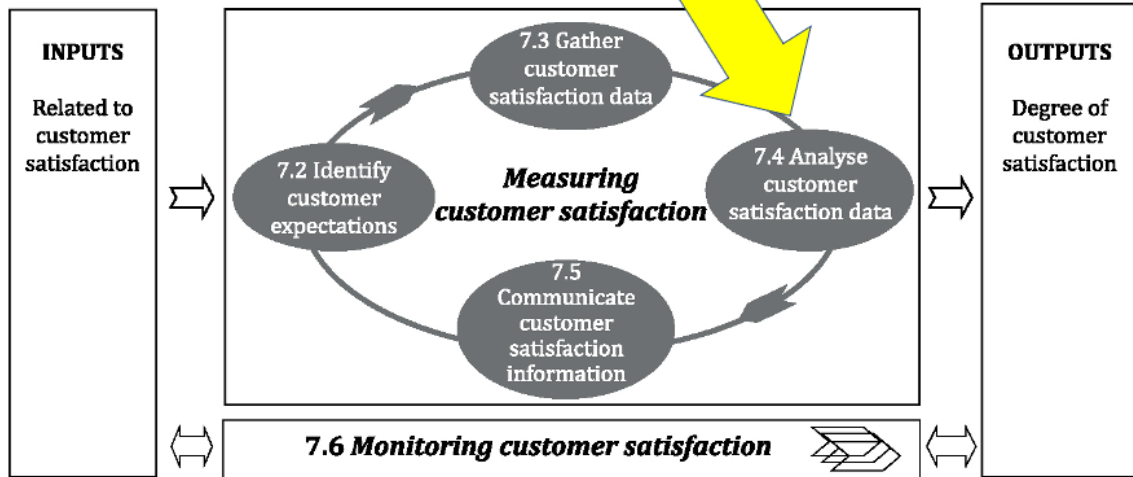 INPUTS
Related to
customer
satisfaction
7.3 Gather
customer
satisfaction data
7.2 Identify
customer
expectations
Measuring
customer satisfaction
7.4 Analyse
customer
satisfaction data
7.5
Communicate
customer
satisfaction
information
7.6 Monitoring customer satisfaction
OUTPUTS
Degree of
customer
satisfaction